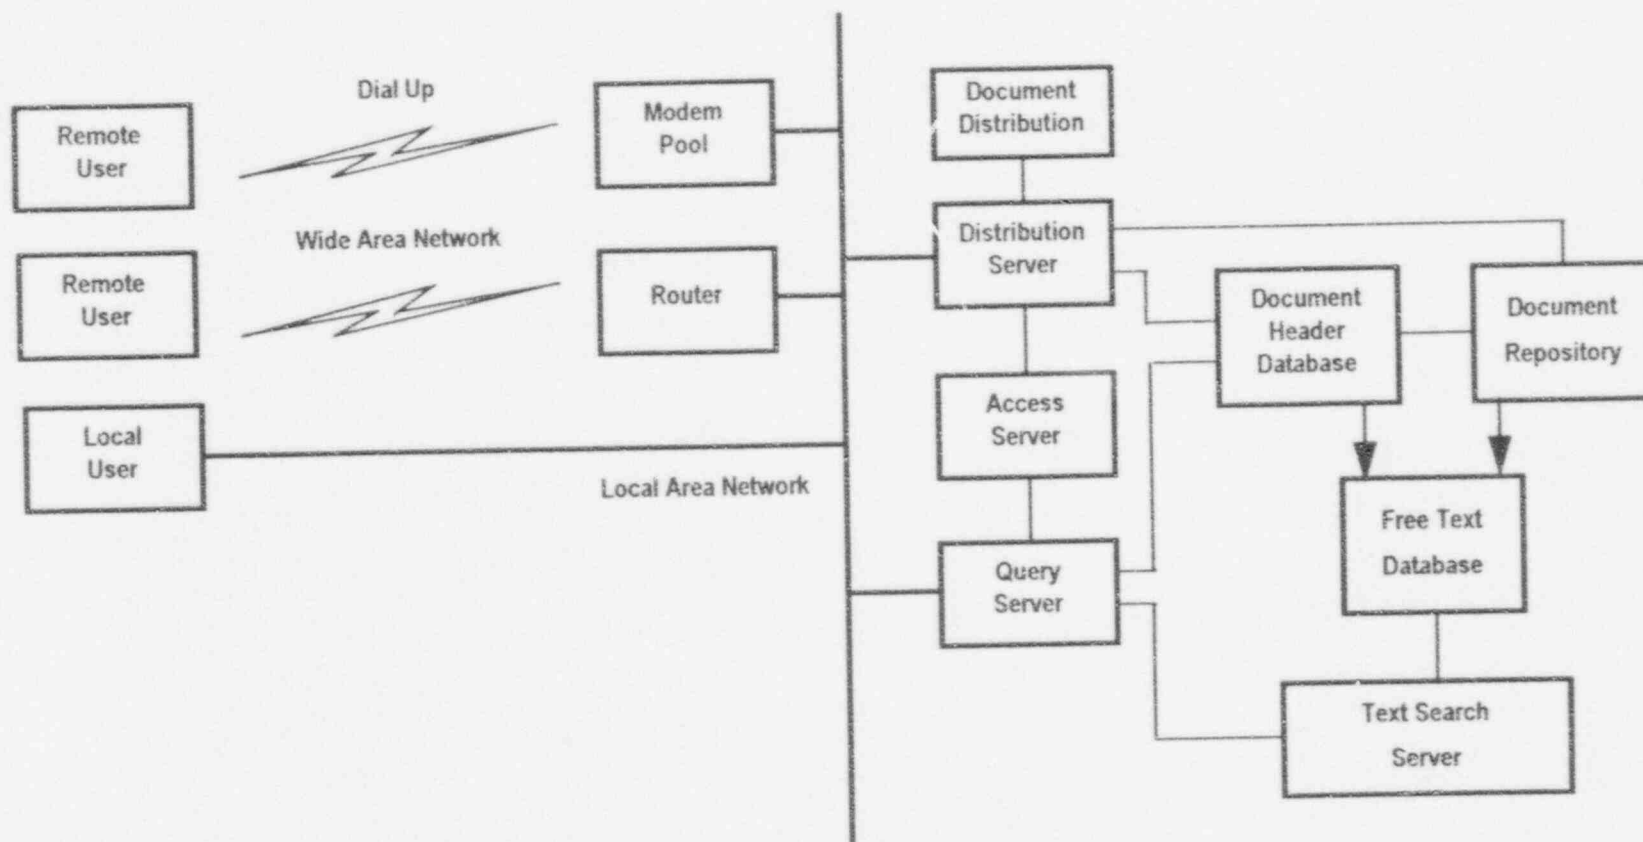 Dial Up
Remote
User
Modem
Pool
Wide Area Network
Remote
User
Router
Local
User
Local Area Network
Document
Distribution
Distribution
Server
Access
Server
Query
Server
Document
Header
Database
Document
Repository
Free Text
Database
Text Search
Server